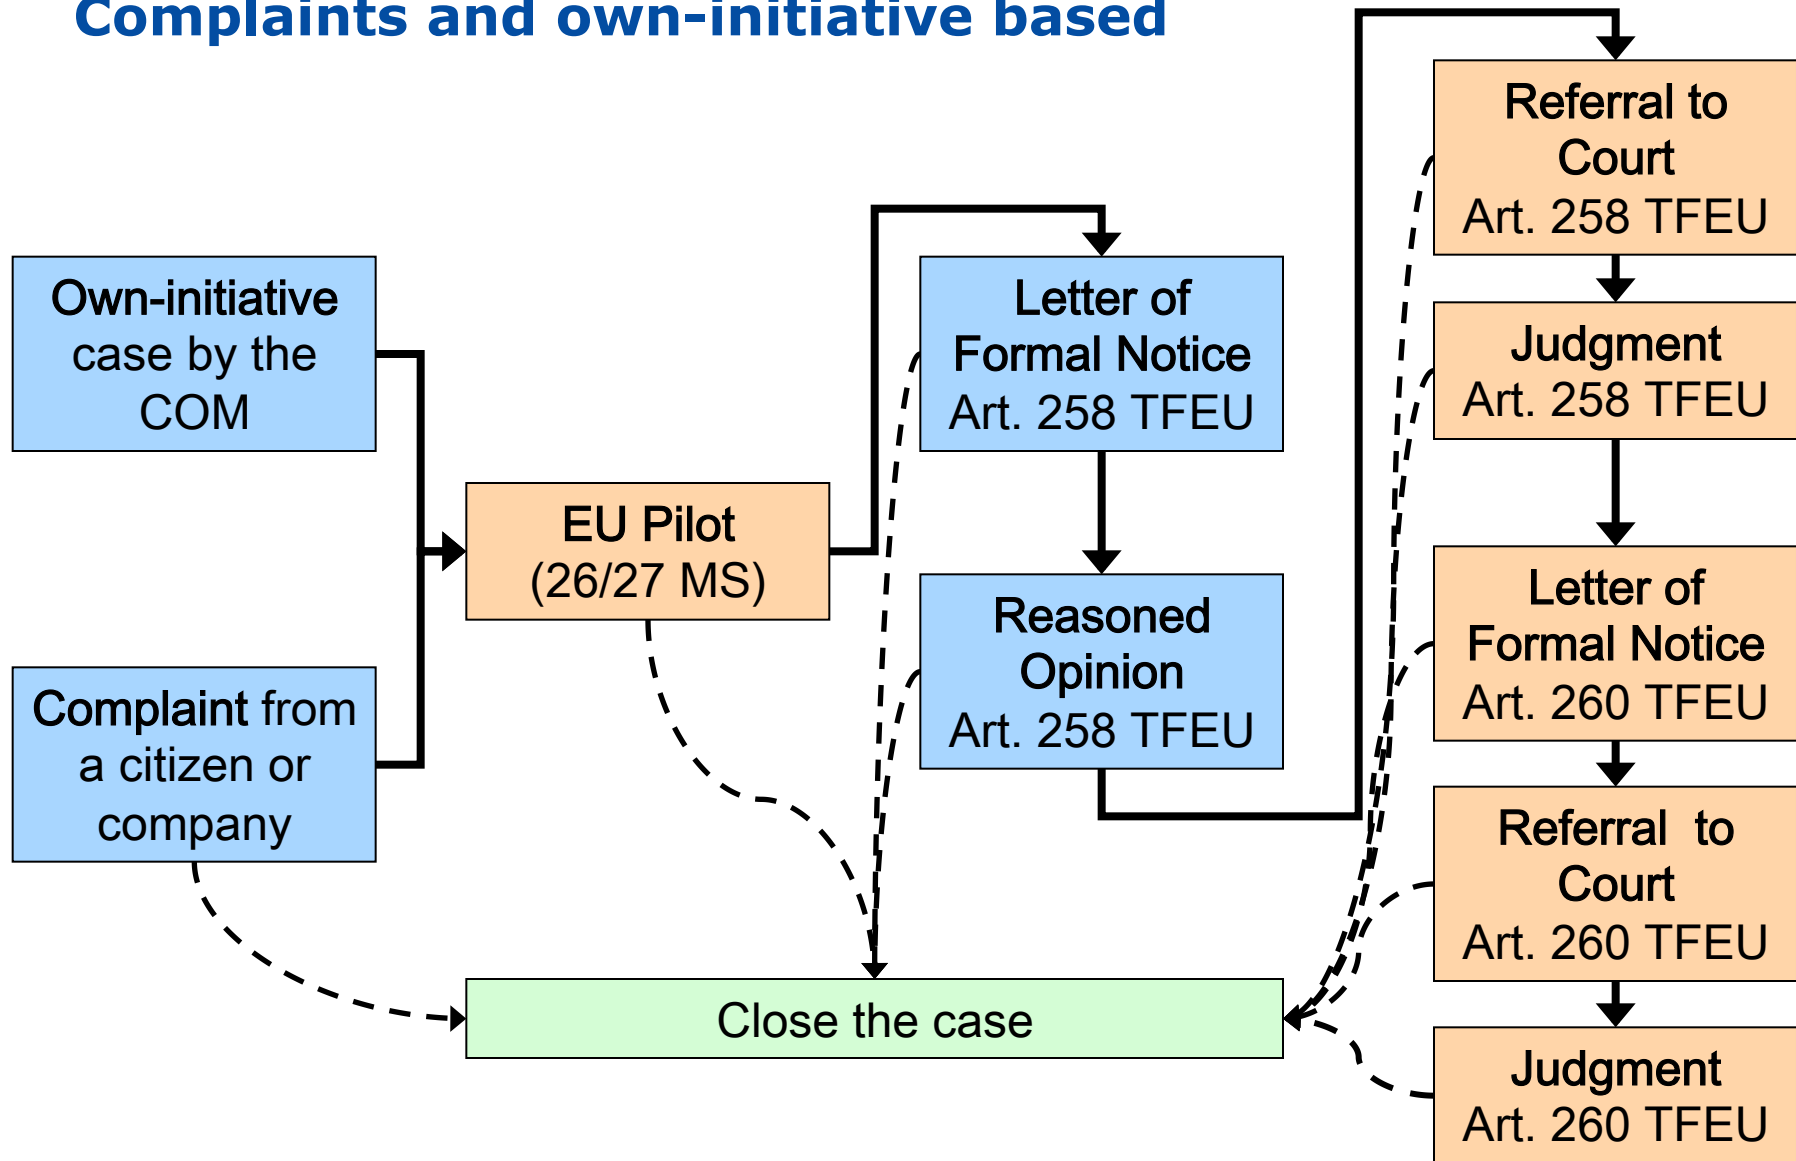 Complaints and own-initiative based
Own-initiative
case by the
COM
Complaint from
a citizen or
company
EU Pilot
(26/27 MS)
Letter of
Formal Notice
Art. 258 TFEU
Reasoned
Opinion
Art. 258 TFEU
Close the case
Referral to
Court
Art. 258 TFEU
Judgment
Art. 258 TFEU
Letter of
Formal Notice
Art. 260 TFEU
Referral to
Court
Art. 260 TFEU
Judgment
Art. 260 TFEU